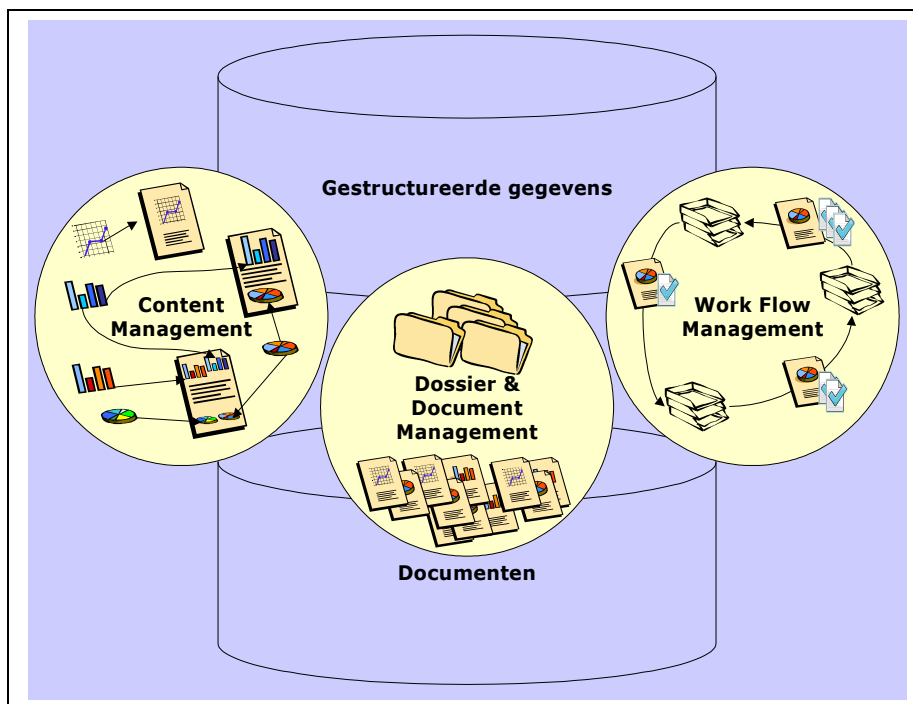 Gestructureerde gegevens
Content
Management
Work Flow
Management
Dossier &
Document
Management
Documenten